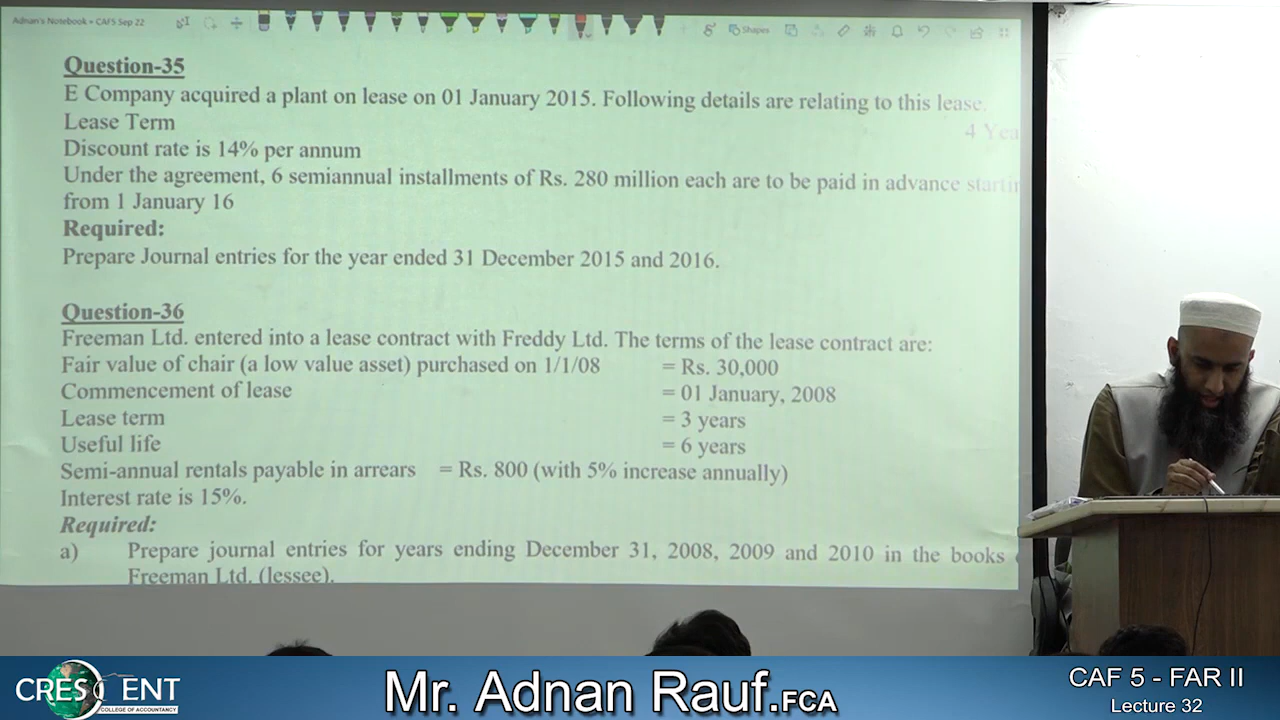 Adnan's Notebook • CAF5 Sep 22
Shapes
Question-35
E Company acquired a plant on lease on 01 January 2015. Following details are relating to this lease.
Lease Term 4 Yea
Discount rate is 14% per annum
Under the agreement, 6 semiannual installments of Rs. 280 million each are to be paid in advance startin
from 1 January 16
Required:
Prepare Journal entries for the year ended 31 December 2015 and 2016.
Question-36
Freeman Ltd. entered into a lease contract with Freddy Ltd. The terms of the lease contract are:
Fair value of chair (a low value asset) purchased on 1/1/08 = Rs. 30,000
Commencement of lease = 01 January, 2008
Lease term = 3 years
Useful life = 6 years
Semi-annual rentals payable in arrears = Rs. 800 (with 5% increase annually)
Interest rate is 15%.
Required:
a) Prepare journal entries for years ending December 31, 2008, 2009 and 2010 in the books
Freeman Ltd. (lessee).
CRESCENT
COLLEGE OF ACCOUNTANCY
Mr. Adnan Rauf.FCA
CAF 5 - FAR II
Lecture 32